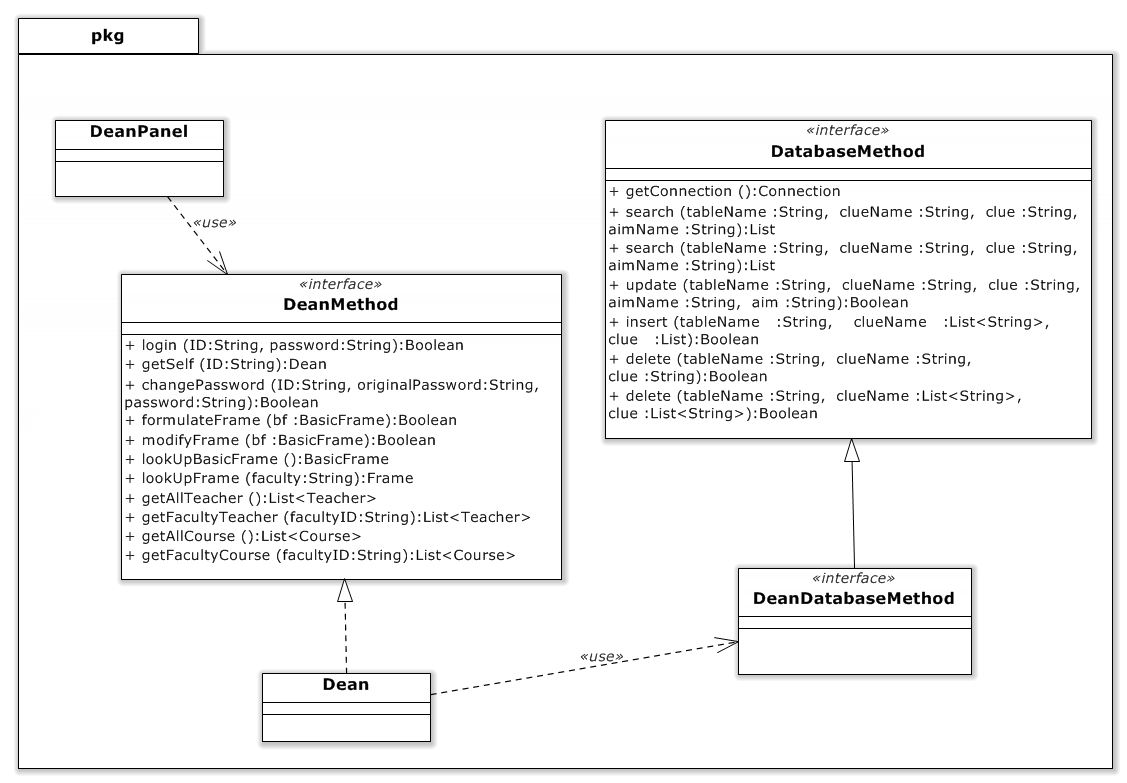 pkg
DeanPanel
«use»
«interface»
DeanMethod
+ login (ID:String, password:String):Boolean
+ getSelf (ID:String):Dean
+ changePassword (ID:String, originalPassword:String,
password:String):Boolean
+ formulateFrame (bf :BasicFrame):Boolean
+ modifyFrame (bf :BasicFrame):Boolean
+ lookUpBasicFrame ():BasicFrame
+ lookUpFrame (faculty:String):Frame
+ getAllTeacher ():List<Teacher>
+ getFacultyTeacher (facultyID:String):List<Teacher>
+ getAllCourse ():List<Course>
+ getFacultyCourse (facultyID:String):List<Course>
«interface»
DatabaseMethod
+ getConnection ():Connection
+ search (tableName :String, clueName :String, clue :String,
aimName :String):List
+ search (tableName :String, clueName :String, clue :String,
aimName :String):List
+ update (tableName :String, clueName :String, clue :String,
aimName :String, aim :String):Boolean
+ insert (tableName :String, clueName :List<String>,
clue :List):Boolean
+ delete (tableName :String, clueName :String,
clue :String):Boolean
+ delete (tableName :String, clueName :List<String>,
clue :List<String>):Boolean
«interface»
DeanDatabaseMethod
«use»
Dean